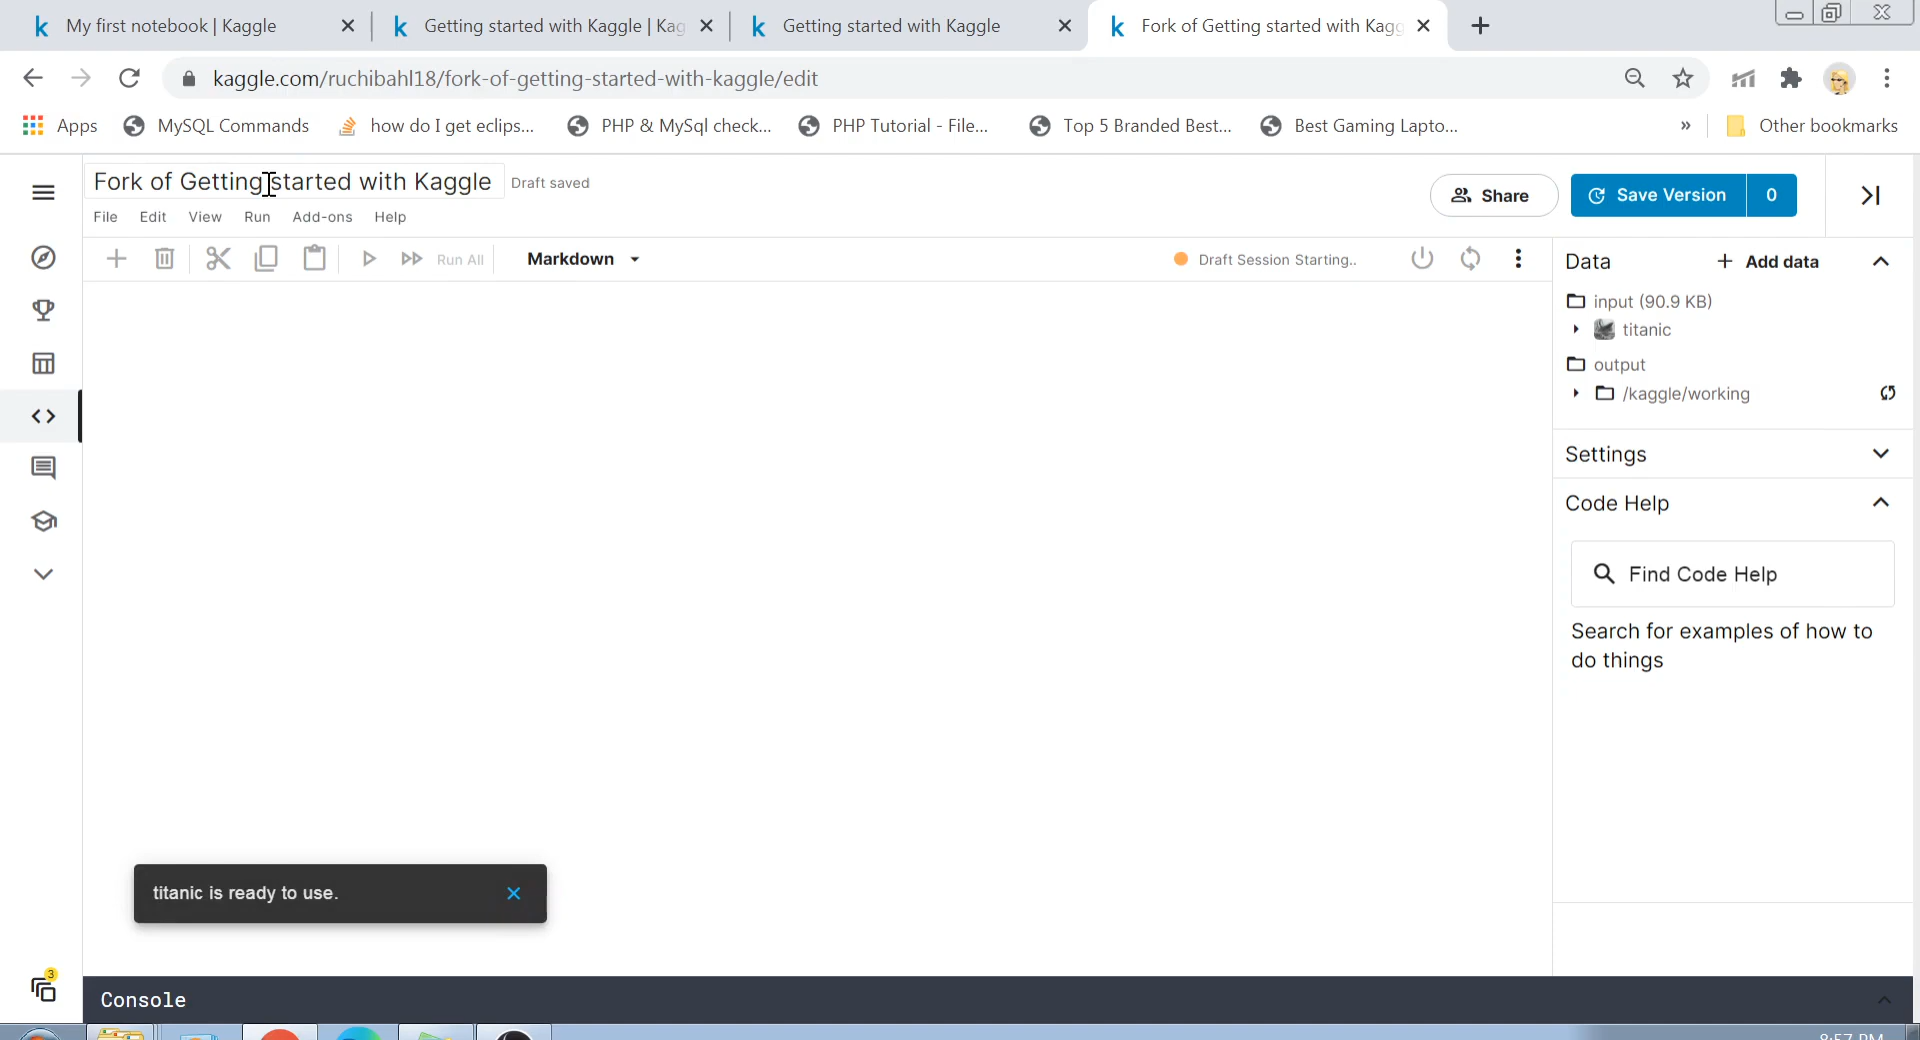 My first notebook | Kaggle
Getting started with Kaggle | Kag
Getting started with Kaggle
Fork of Getting started with Kagg
kaggle.com/ruchibahl18/fork-of-getting-started-with-kaggle/edit
Apps
MySQL Commands
how do I get eclips...
PHP & MySql check...
PHP Tutorial - File...
Top 5 Branded Best...
Best Gaming Lapto...
»
Other bookmarks
Fork of Getting started with Kaggle
Draft saved
File Edit View Run Add-ons Help
Share
Save Version 0
Run All
Markdown
Draft Session Starting..
Data
+ Add data
input (90.9 KB)
titanic
output
/kaggle/working
Settings
Code Help
Find Code Help
Search for examples of how to
do things
titanic is ready to use.
3
Console
8:57 PM